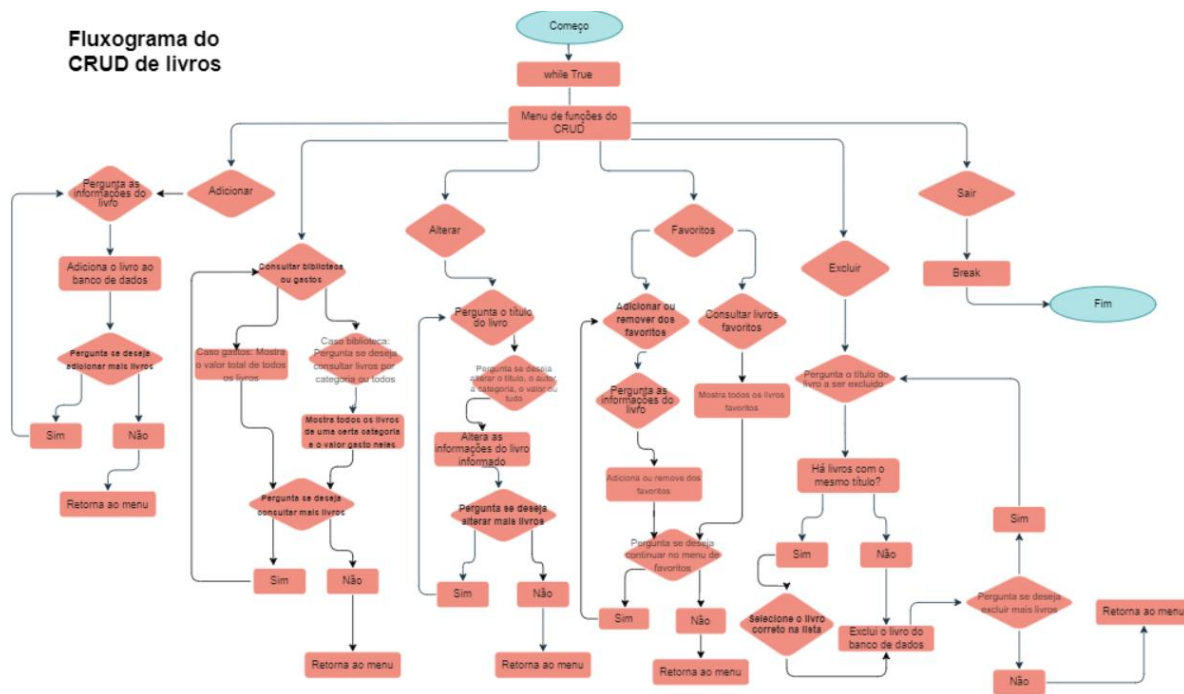 Fluxograma do
CRUD de livros
Começo
while True
Menu de funções do
CRUD
Adicionar
Pergunta as
informações do
livro
Adiciona o livro ao
banco de dados
Pergunta se deseja
adicionar mais livros
Sim
Não
Retorna ao menu
Consultar biblioteca
ou gastos
Caso gastos: Mostra
o valor total de todos
os livros
Caso biblioteca:
Pergunta se deseja
consultar livros por
categoria ou todos
Mostra todos os livros
de uma certa categoria
e o valor gasto nelas
Pergunta se deseja
consultar mais livros
Sim
Não
Retorna ao menu
Alterar
Pergunta o título
do livro
Pergunta se deseja
alterar o título, o autor,
a categoria, o valor ou
tudo
Altera as
informações do livro
informado
Pergunta se deseja
alterar mais livros
Sim
Não
Retorna ao menu
Favoritos
Adicionar ou
remover dos
favoritos
Consultar livros
favoritos
Pergunta as
informações do
livro
Mostra todos os livros
favoritos
Adiciona ou remove dos
favoritos
Pergunta se deseja
continuar no menu de
favoritos
Sim
Não
Retorna ao menu
Excluir
Pergunta o título do
livro a ser excluído
Há livros com o
mesmo título?
Sim
Não
Selecione o livro
correto na lista
Exclui o livro do
banco de dados
Pergunta se deseja
excluir mais livros
Sim
Não
Retorna ao menu
Sair
Break
Fim